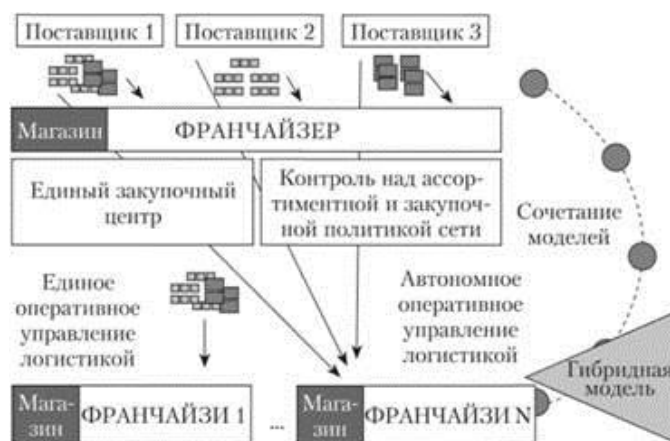 Поставщик 1
Поставщик 2
Поставщик 3
Магазин
ФРАНЧАЙЗЕР
Единый закупочный
центр
Контроль над ассор-
тиментной и закупоч-
ной политикой сети
Сочетание
моделей
Единое
оперативное
управление
логистикой
Автономное
оперативное
управление
логистикой
Гибридная
модель
Мага-
зин
ФРАНЧАЙЗИ 1
...
Мага-
зин
ФРАНЧАЙЗИ N